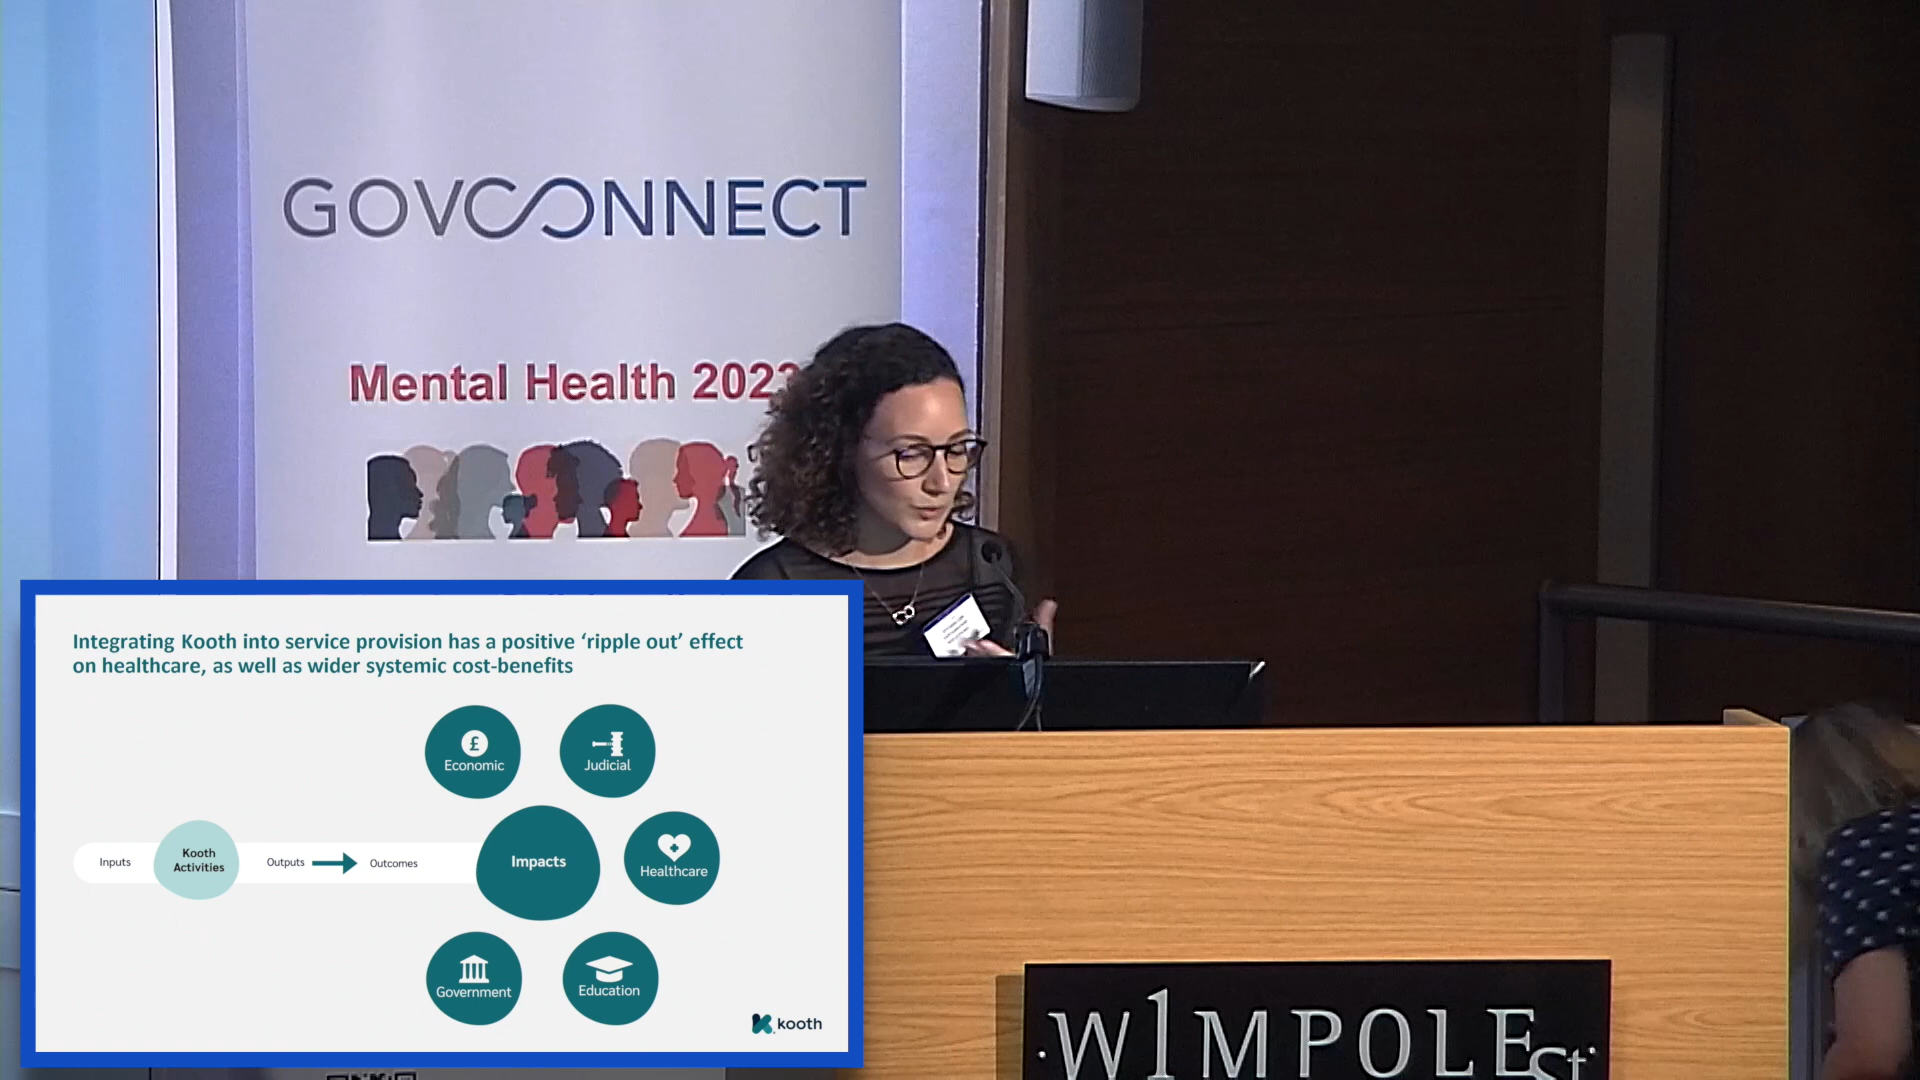 GOVCONNECT
Mental Health 202
Integrating Kooth into service provision has a positive ‘ripple out’ effect
on healthcare, as well as wider systemic cost-benefits
£
Economic
Judicial
Inputs
Kooth
Activities
Outputs
Outcomes
Impacts
Healthcare
Government
Education
kooth
W1MPOLE St.